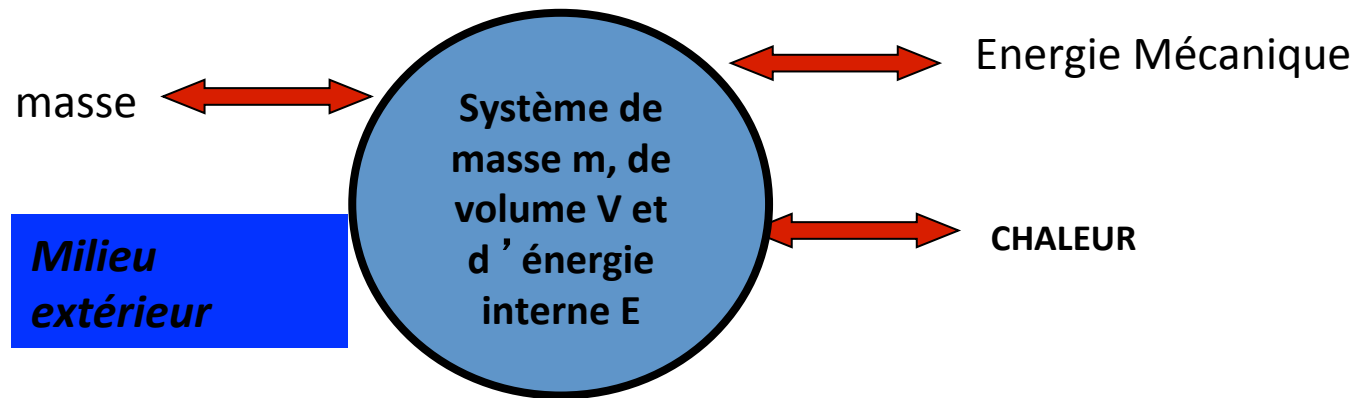 Energie Mécanique
masse
Système de
masse m, de
volume V et
d ’ énergie
interne E
CHALEUR
Milieu
extérieur